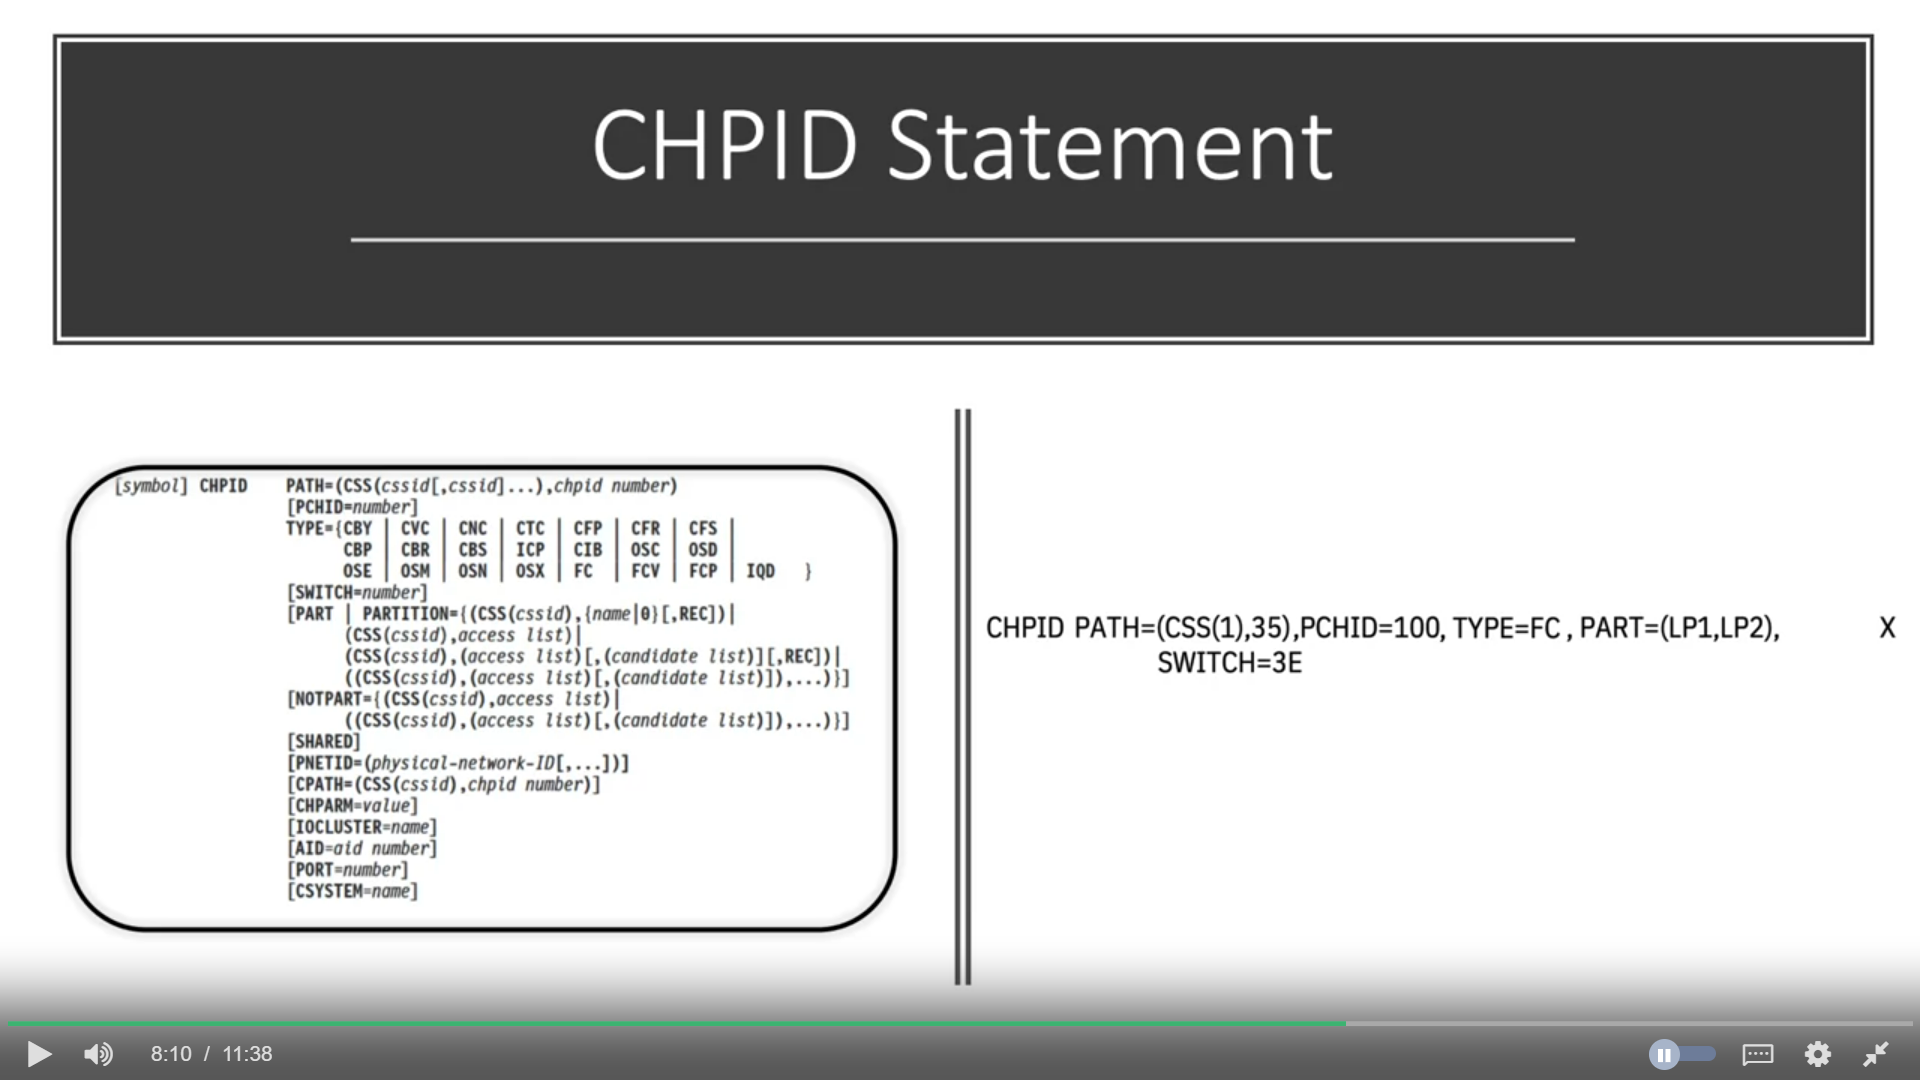 CHPID Statement
[symbol] CHPID PATH=(CSS(cssid[,cssid]...),chpid number)
[PCHID=number]
TYPE={CBY | CVC | CNC | CTC | CFP | CFR | CFS |
CBP | CBR | CBS | ICP | CIB | OSC | OSD |
OSE | OSM | OSN | OSX | FC | FCV | FCP | IQD }
[SWITCH=number]
[PART | PARTITION={(CSS(cssid),{name|0}[,REC])|
(CSS(cssid),access list)|
(CSS(cssid),(access list)[,(candidate list)][,REC])|
((CSS(cssid),(access list)[,(candidate list)]),...)}]
[NOTPART={(CSS(cssid),access list)|
((CSS(cssid),(access list)[,(candidate list)]),...)}]
[SHARED]
[PNETID=(physical-network-ID[,...])]
[CPATH=(CSS(cssid),chpid number)]
[CHPARM=value]
[IOCLUSTER=name]
[AID=aid number]
[PORT=number]
[CSYSTEM=name]
CHPID PATH=(CSS(1),35),PCHID=100, TYPE=FC , PART=(LP1,LP2), X
SWITCH=3E
8:10 / 11:38